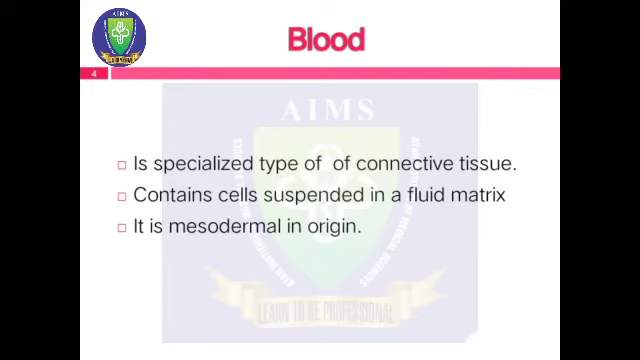 Blood
4
AIMS
Is specialized type of of connective tissue.
Contains cells suspended in a fluid matrix
It is mesodermal in origin.
LEARN TO BE PROFESSIONAL